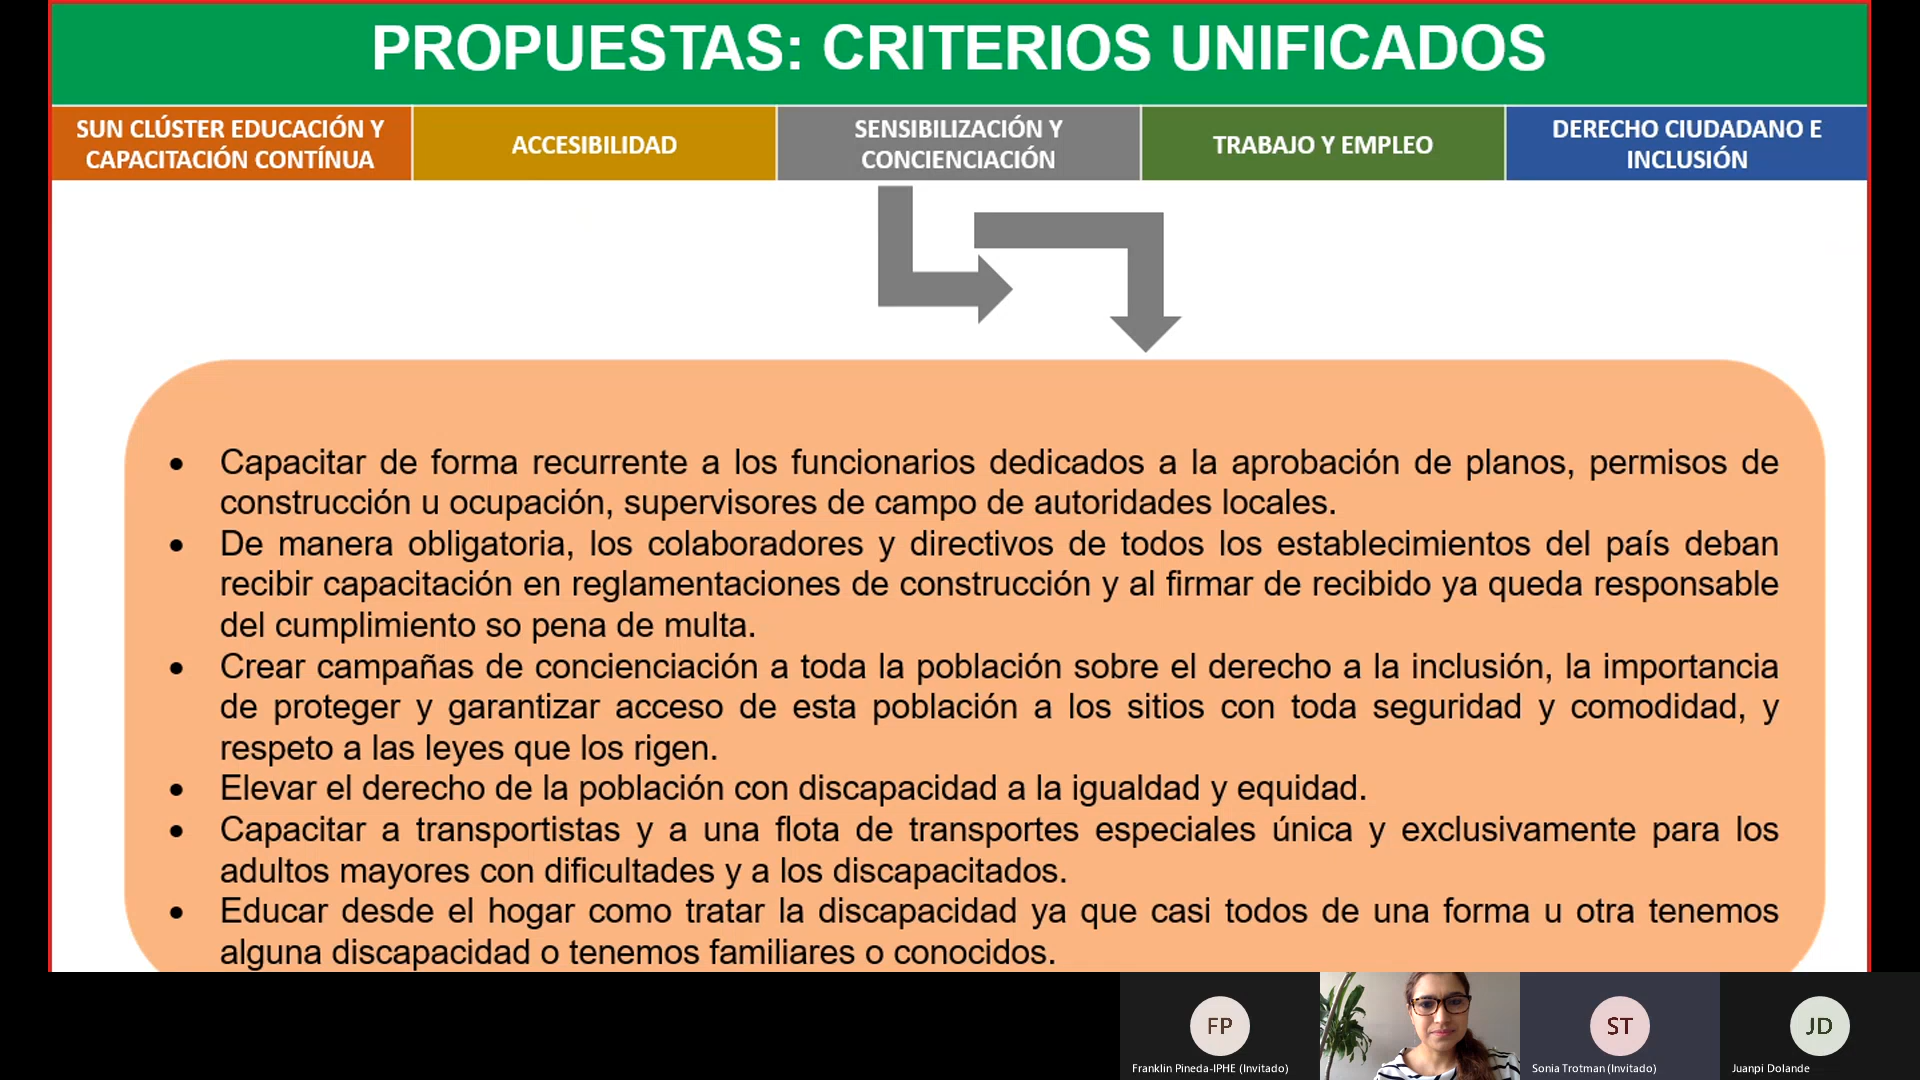 PROPUESTAS: CRITERIOS UNIFICADOS
SUN CLÚSTER EDUCACIÓN Y
CAPACITACIÓN CONTÍNUA
ACCESIBILIDAD
SENSIBILIZACIÓN Y
CONCIENCIACIÓN
TRABAJO Y EMPLEO
DERECHO CIUDADANO E
INCLUSIÓN
• Capacitar de forma recurrente a los funcionarios dedicados a la aprobación de planos, permisos de
construcción u ocupación, supervisores de campo de autoridades locales.
• De manera obligatoria, los colaboradores y directivos de todos los establecimientos del país deban
recibir capacitación en reglamentaciones de construcción y al firmar de recibido ya queda responsable
del cumplimiento so pena de multa.
• Crear campañas de concienciación a toda la población sobre el derecho a la inclusión, la importancia
de proteger y garantizar acceso de esta población a los sitios con toda seguridad y comodidad, y
respeto a las leyes que los rigen.
• Elevar el derecho de la población con discapacidad a la igualdad y equidad.
• Capacitar a transportistas y a una flota de transportes especiales única y exclusivamente para los
adultos mayores con dificultades y a los discapacitados.
• Educar desde el hogar como tratar la discapacidad ya que casi todos de una forma u otra tenemos
alguna discapacidad o tenemos familiares o conocidos.
FP
ST
JD
Franklin Pineda-IPHE (Invitado)
Sonia Trotman (Invitado)
Juanpi Dolande